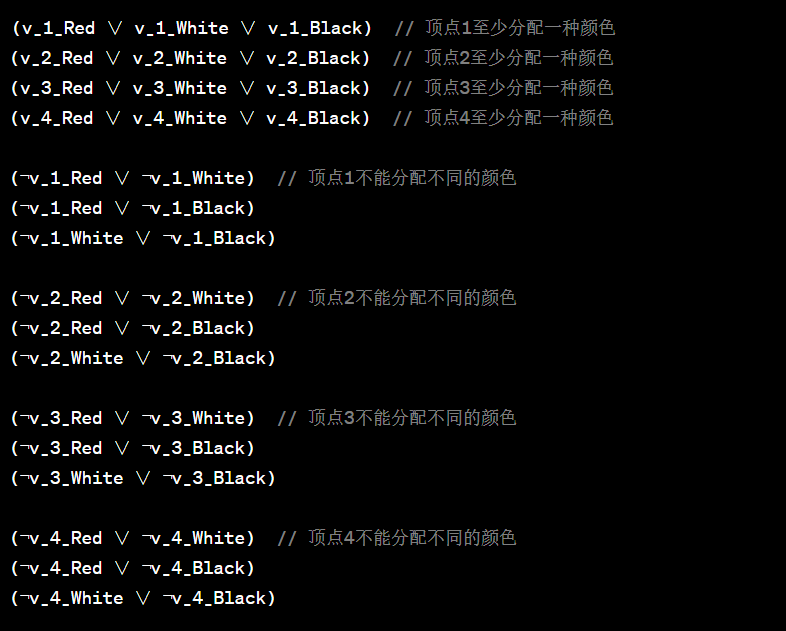 (v_1_Red ∨ v_1_White ∨ v_1_Black)  // 顶点1至少分配一种颜色
(v_2_Red ∨ v_2_White ∨ v_2_Black)  // 顶点2至少分配一种颜色
(v_3_Red ∨ v_3_White ∨ v_3_Black)  // 顶点3至少分配一种颜色
(v_4_Red ∨ v_4_White ∨ v_4_Black)  // 顶点4至少分配一种颜色
(¬v_1_Red ∨ ¬v_1_White)  // 顶点1不能分配不同的颜色
(¬v_1_Red ∨ ¬v_1_Black)
(¬v_1_White ∨ ¬v_1_Black)
(¬v_2_Red ∨ ¬v_2_White)  // 顶点2不能分配不同的颜色
(¬v_2_Red ∨ ¬v_2_Black)
(¬v_2_White ∨ ¬v_2_Black)
(¬v_3_Red ∨ ¬v_3_White)  // 顶点3不能分配不同的颜色
(¬v_3_Red ∨ ¬v_3_Black)
(¬v_3_White ∨ ¬v_3_Black)
(¬v_4_Red ∨ ¬v_4_White)  // 顶点4不能分配不同的颜色
(¬v_4_Red ∨ ¬v_4_Black)
(¬v_4_White ∨ ¬v_4_Black)